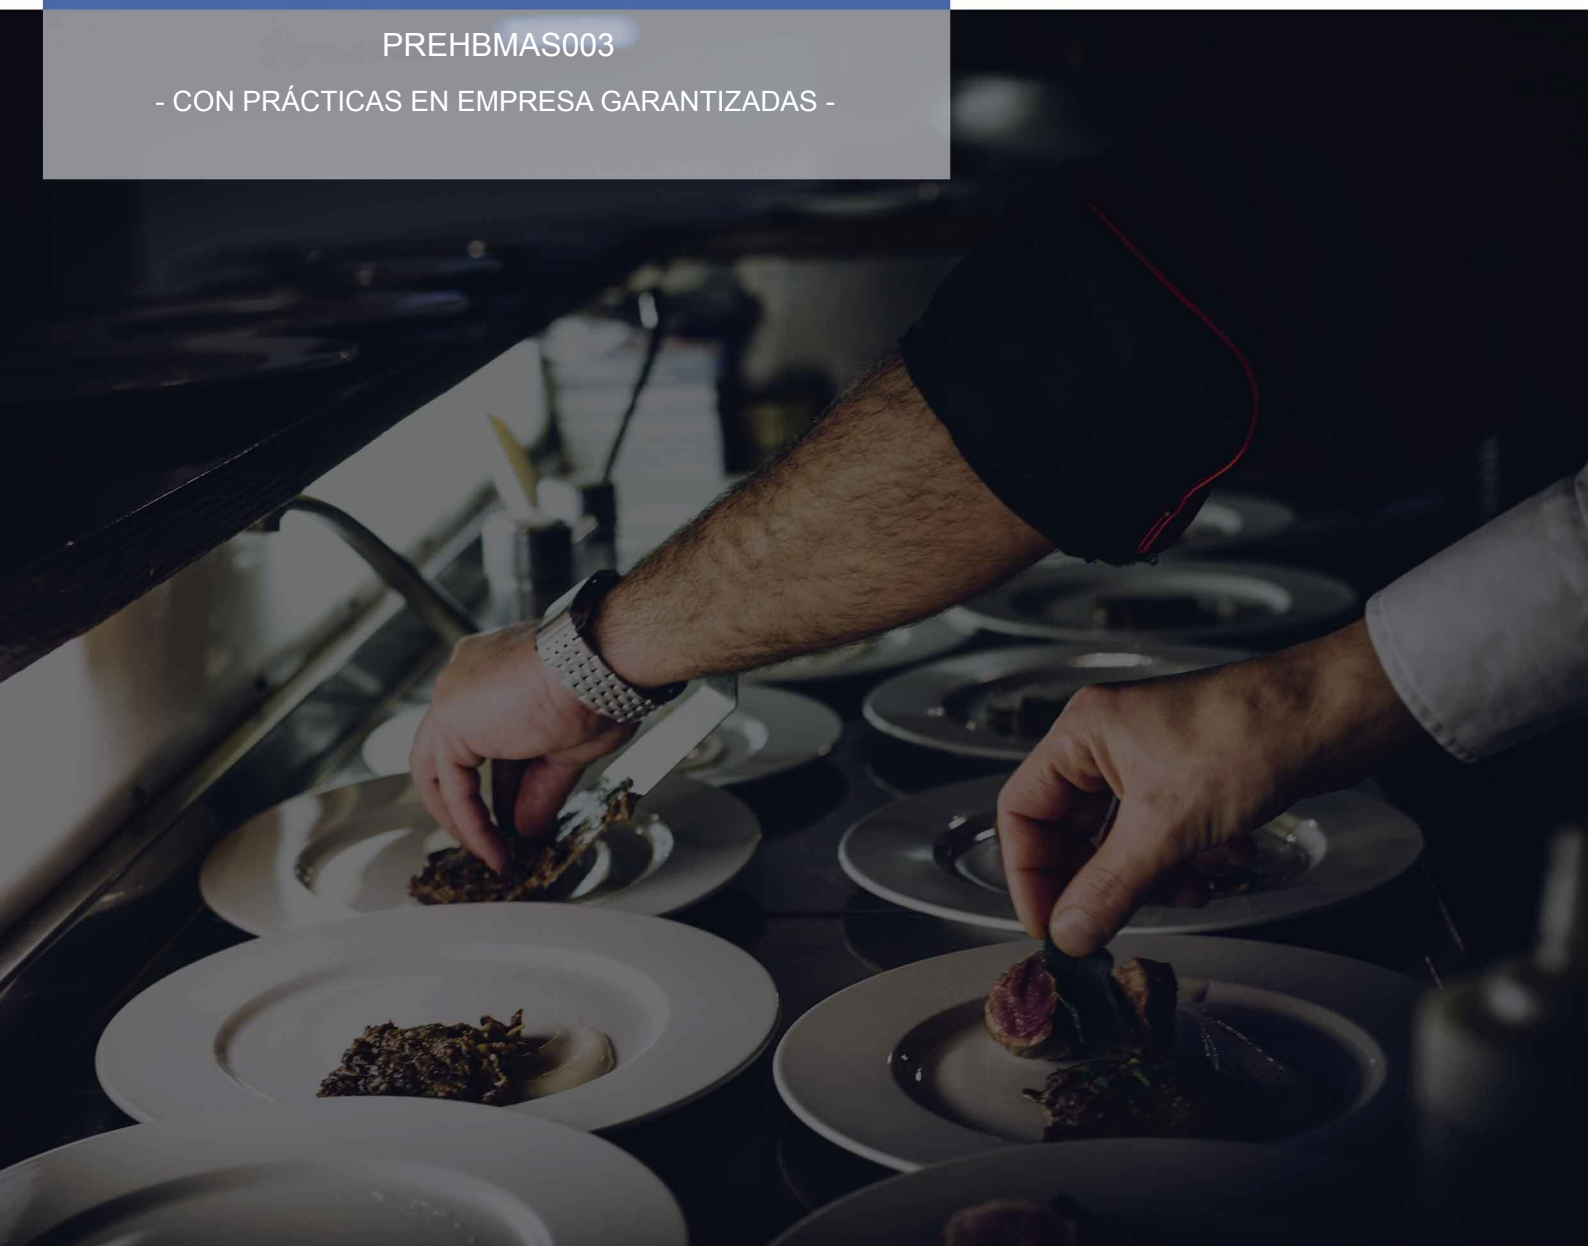 PREHBMAS003
- CON PRÁCTICAS EN EMPRESA GARANTIZADAS -